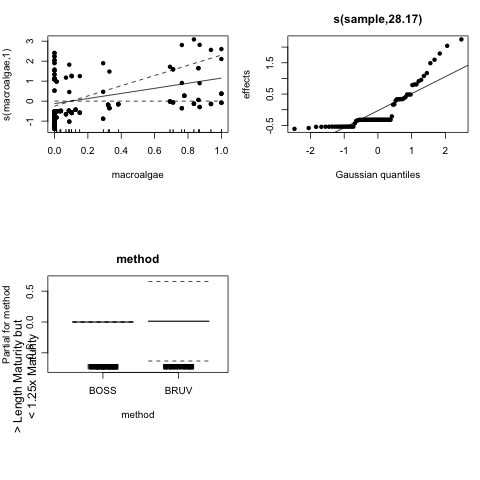 s(macroalgae,1)
3
2
1
0
-1
0.0 0.2 0.4 0.6 0.8 1.0
macroalgae
s(sample,28.17)
effects
1.5
0.5
-0.5
-2 -1 0 1 2
Gaussian quantiles
method
Partial for method
> Length Maturity but
< 1.25x Maturity
0.5
0.0
BOSS BRUV
method